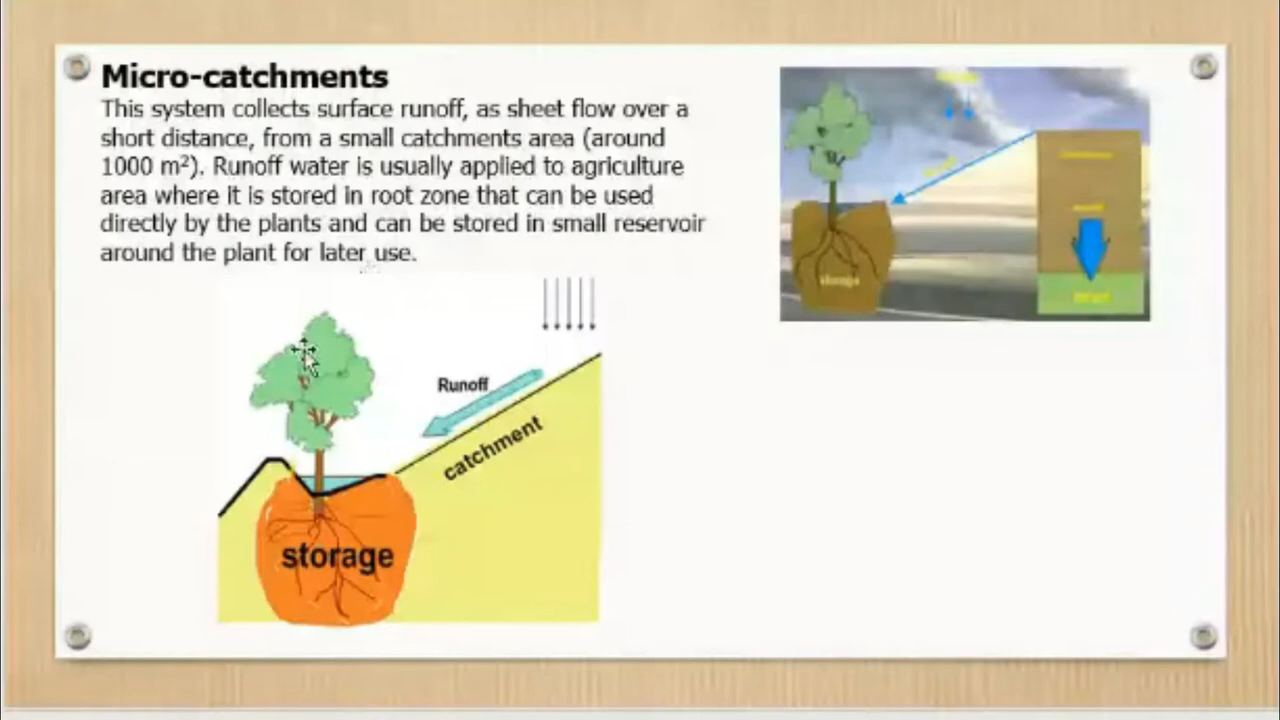 Micro-catchments
This system collects surface runoff, as sheet flow over a
short distance, from a small catchments area (around
1000 m²). Runoff water is usually applied to agriculture
area where it is stored in root zone that can be used
directly by the plants and can be stored in small reservoir
around the plant for later use.
Runoff
catchment
storage
storage